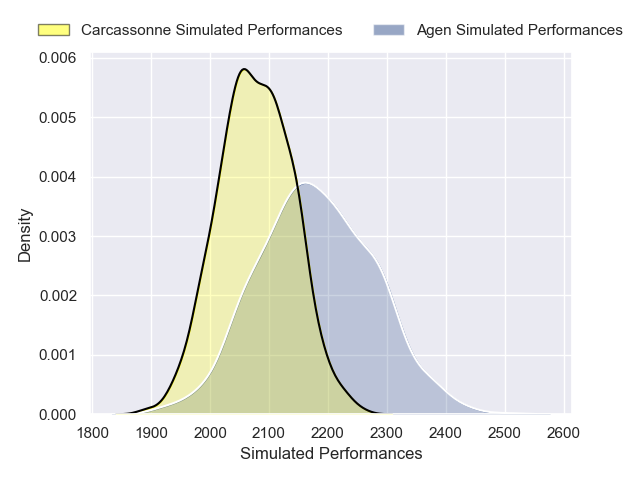 Carcassonne Simulated Performances
Agen Simulated Performances
0.006
0.005
0.004
0.003
0.002
0.001
0.000
Density
1800 1900 2000 2100 2200 2300 2400 2500 2600
Simulated Performances